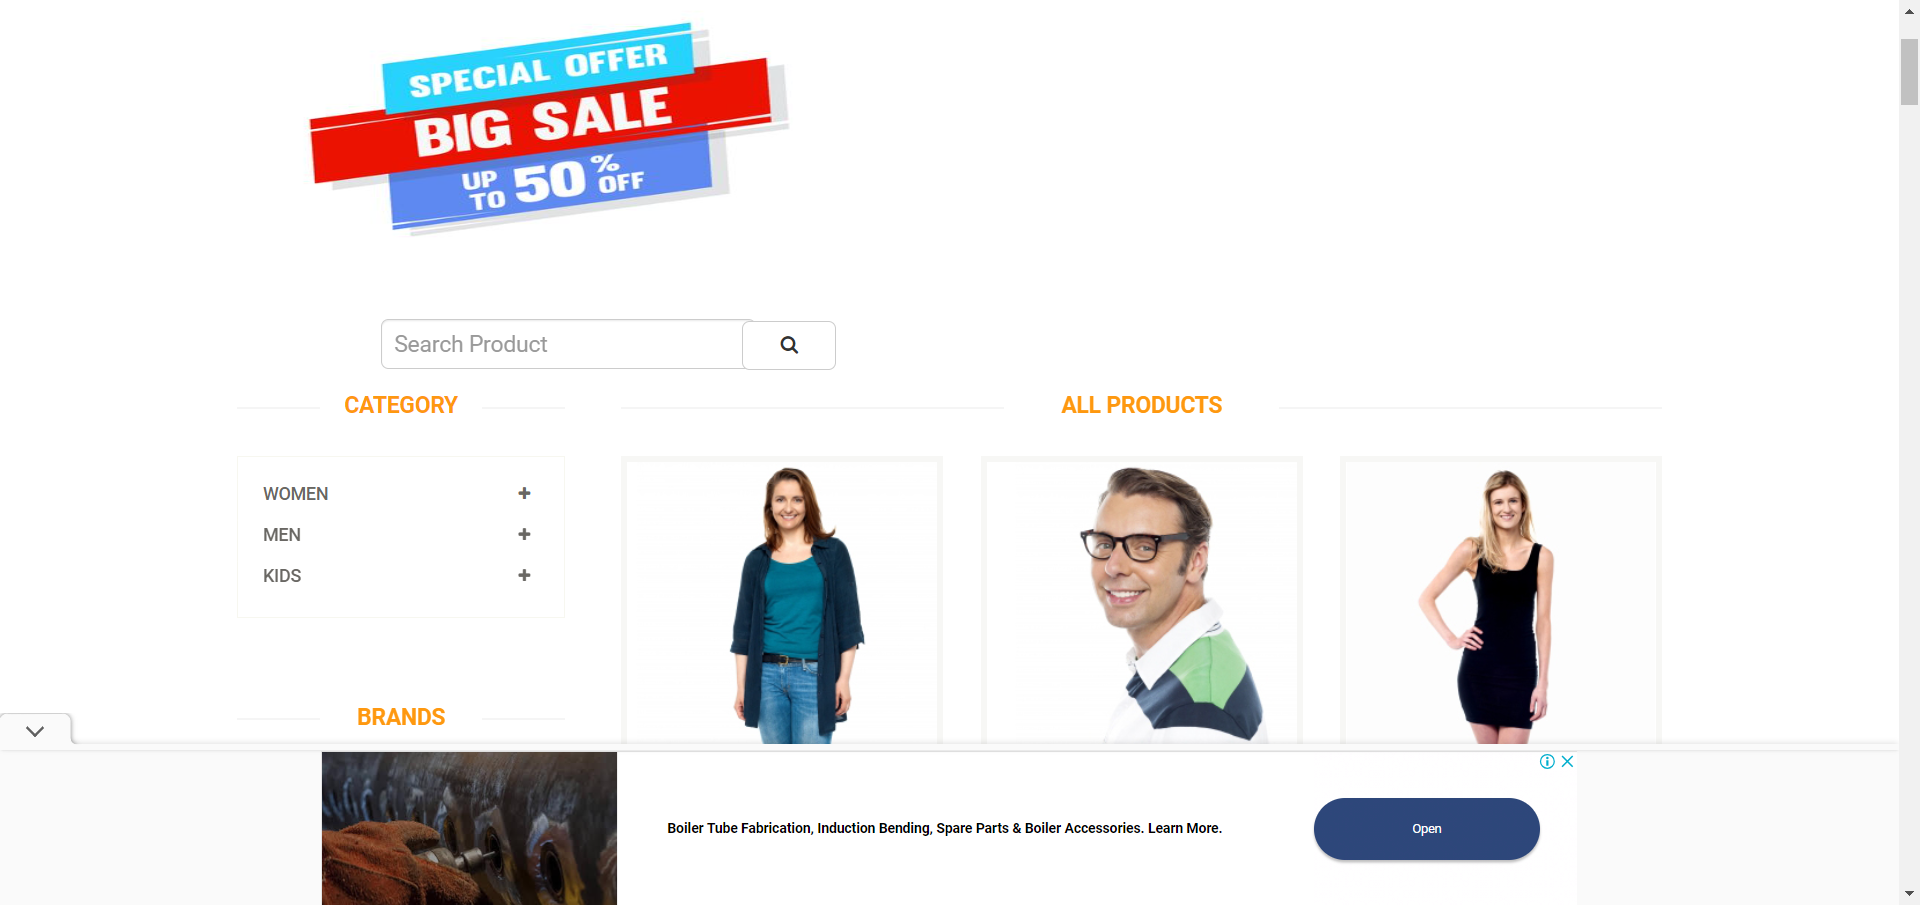 SPECIAL OFFER
BIG SALE
UP TO 50% OFF
Search Product
CATEGORY
ALL PRODUCTS
WOMEN
MEN
KIDS
BRANDS
Boiler Tube Fabrication, Induction Bending, Spare Parts & Boiler Accessories. Learn More.
Open